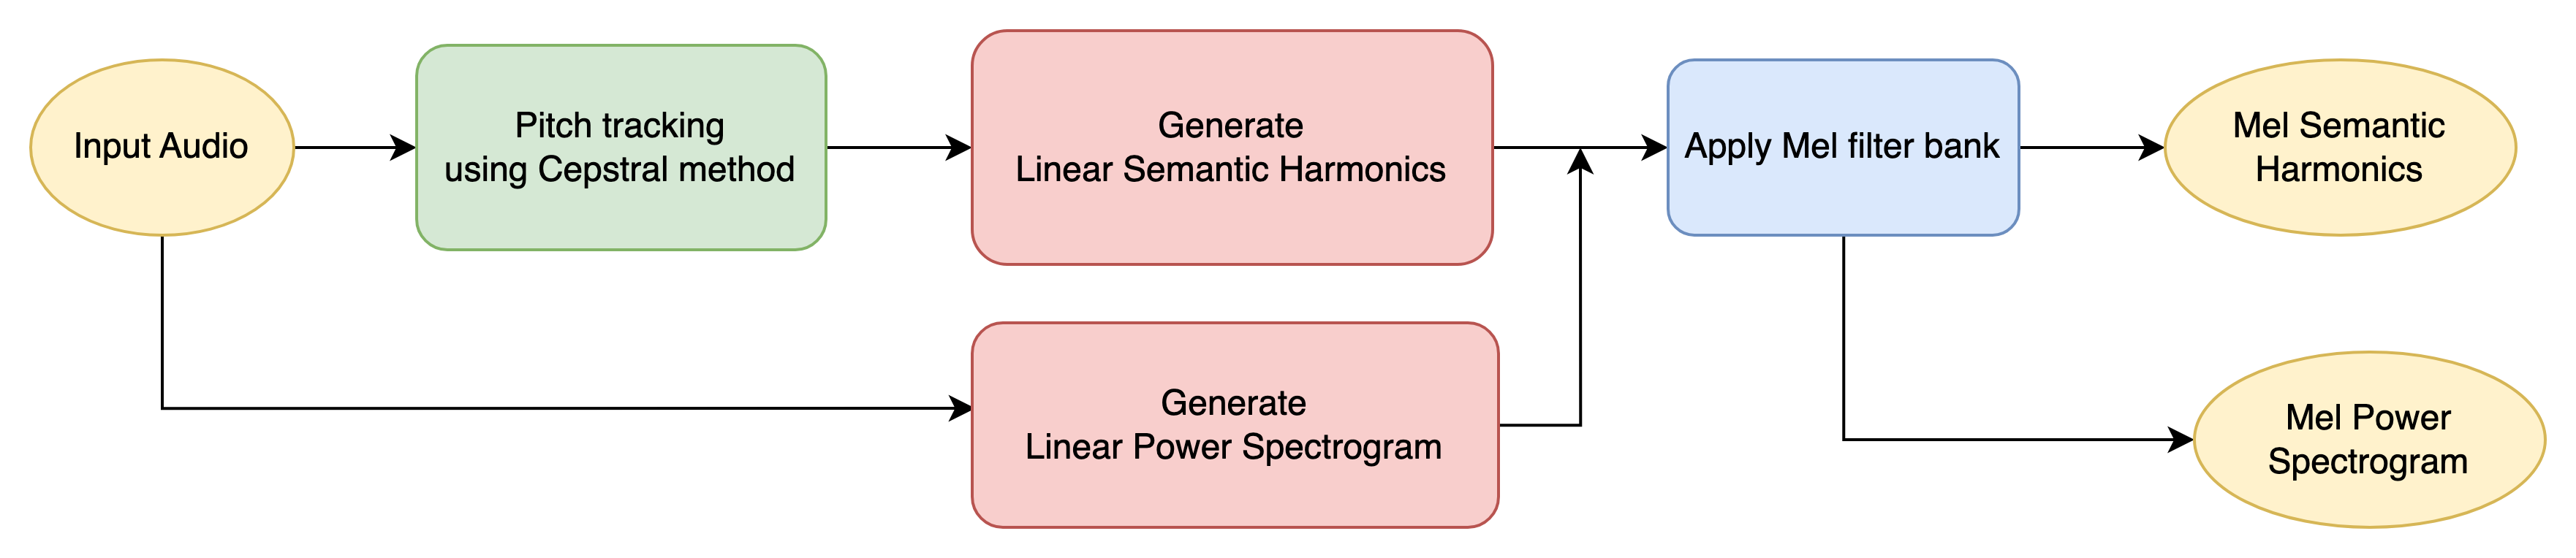 Input Audio
Pitch tracking
using Cepstral method
Generate
Linear Semantic Harmonics
Apply Mel filter bank
Mel Semantic
Harmonics
Generate
Linear Power Spectrogram
Mel Power
Spectrogram